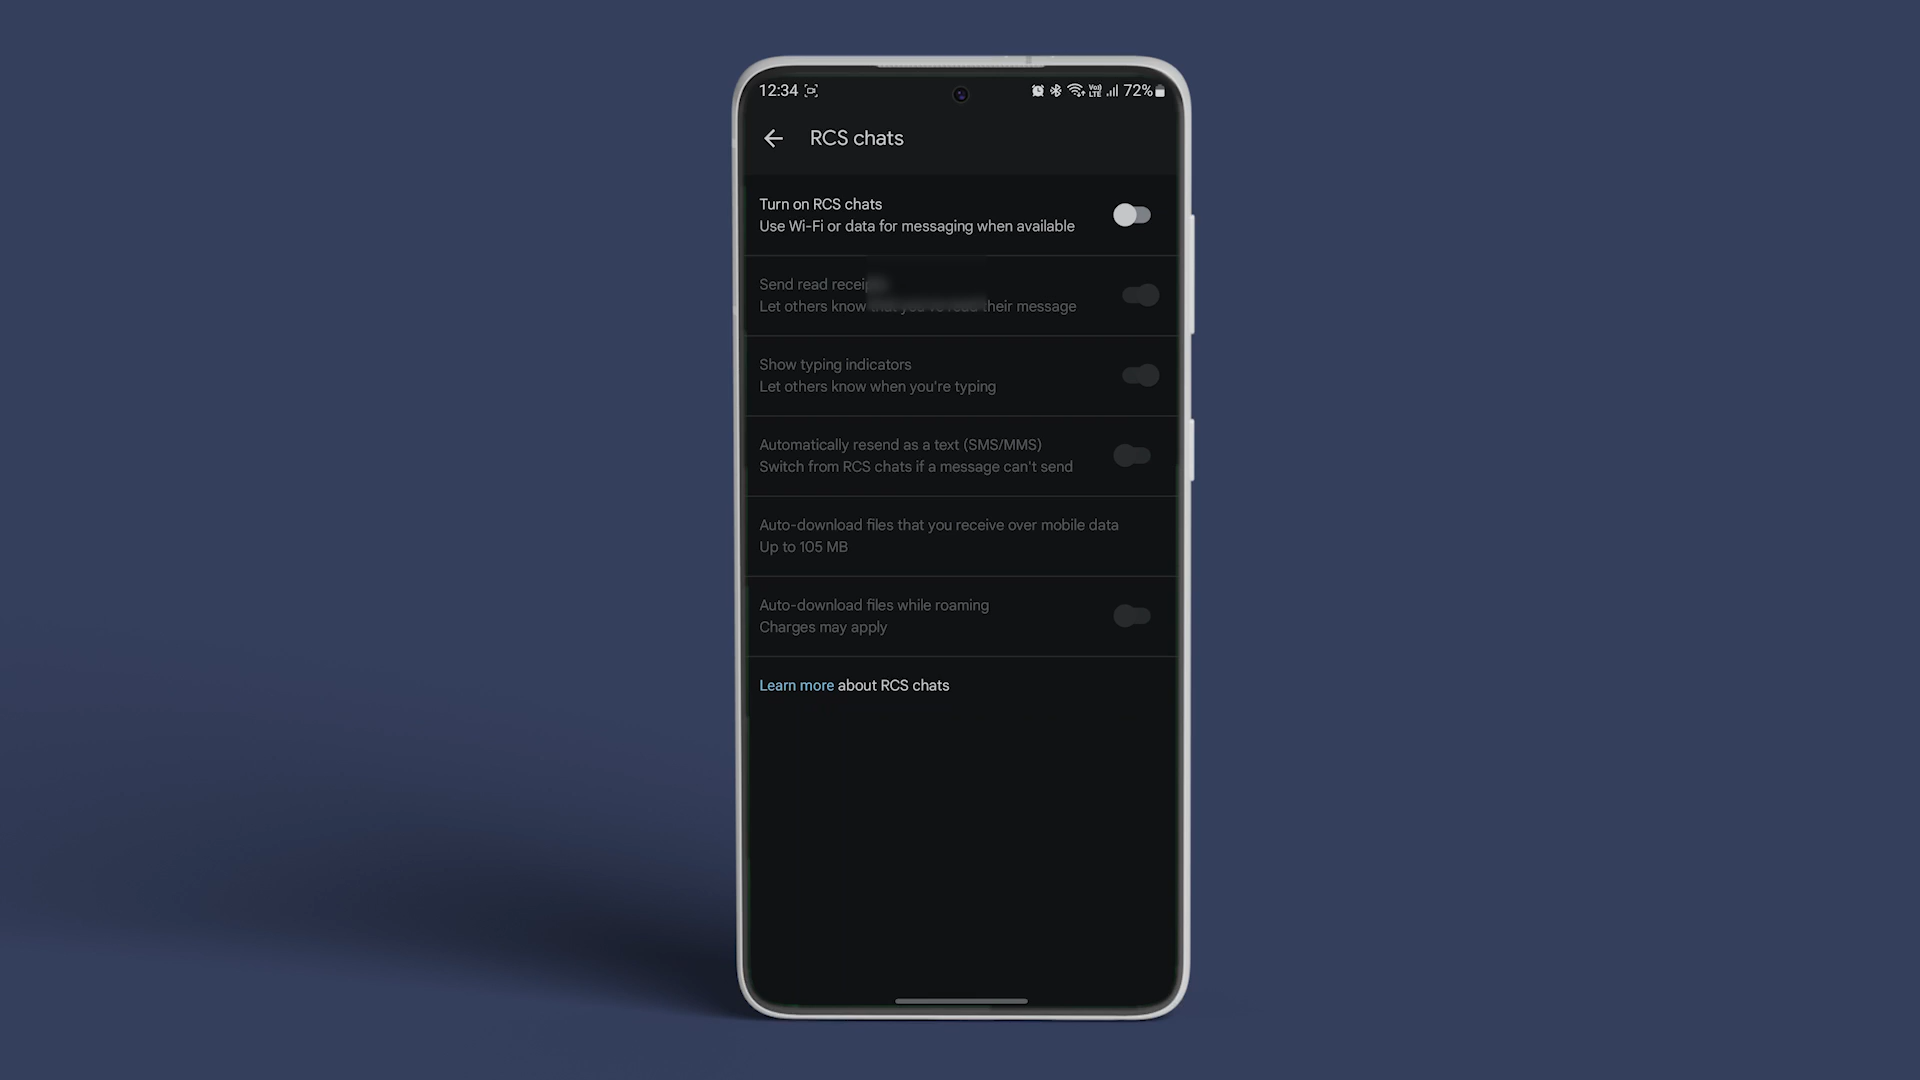 12:34
Vo)) LTE 72%
RCS chats
Turn on RCS chats
Use Wi-Fi or data for messaging when available
Send read
Let others know their message
Show typing indicators
Let others know when you're typing
Automatically resend as a text (SMS/MMS)
Switch from RCS chats if a message can't send
Auto-download files that you receive over mobile data
Up to 105 MB
Auto-download files while roaming
Charges may apply
Learn more about RCS chats